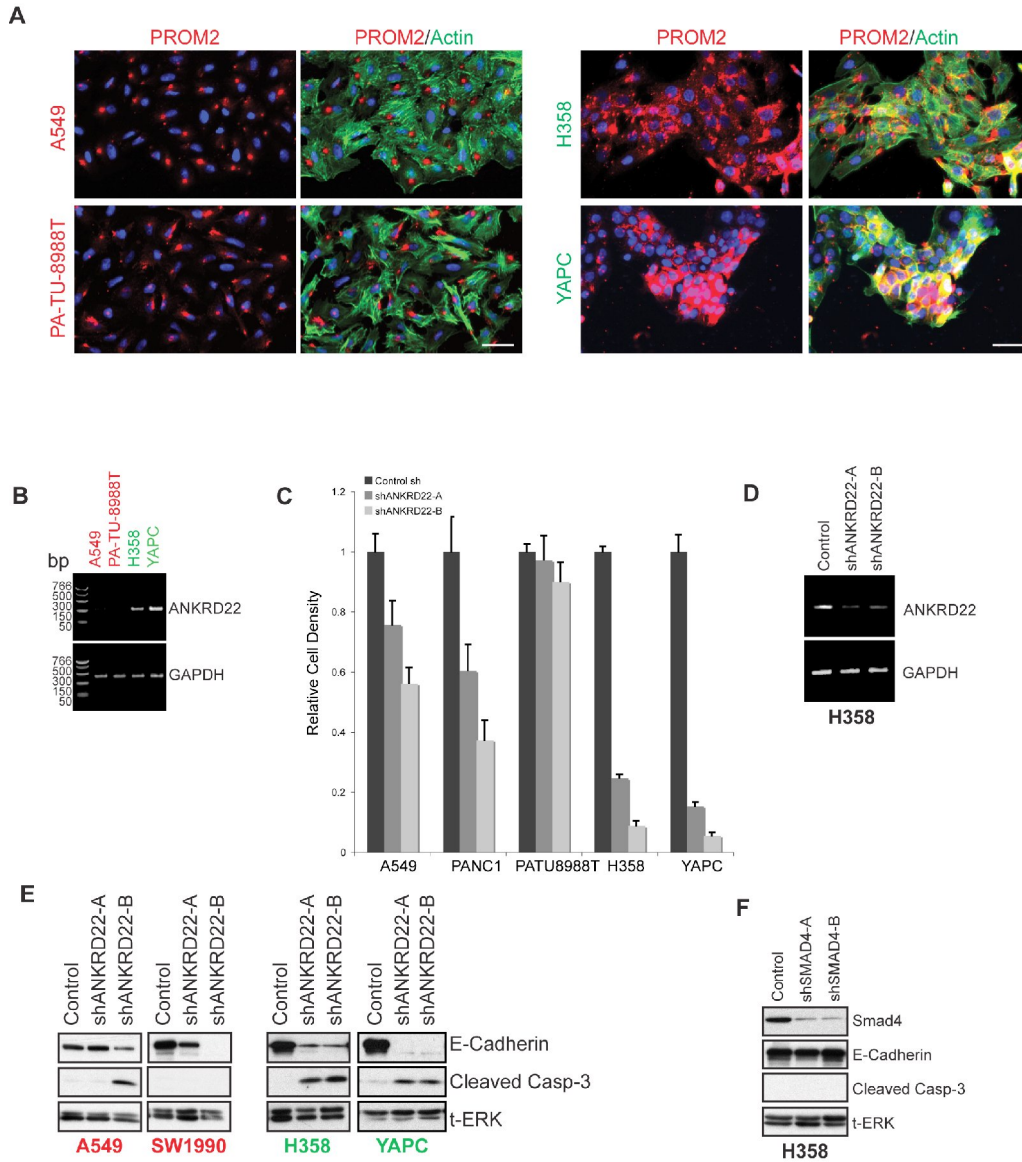 A
PROM2
PROM2/Actin
PROM2
PROM2/Actin
A549
H358
PA-TU-8988T
YAPC
B
A549
PA-TU-8988T
H358
YAPC
bp
766
500
300
150
50
ANKRD22
766
500
300
150
50
GAPDH
C
Control sh
shANKRD22-A
shANKRD22-B
Relative Cell Density
1
0.8
0.6
0.4
0.2
0
A549 PANC1 PATU8988T H358 YAPC
D
Control
shANKRD22-A
shANKRD22-B
ANKRD22
GAPDH
H358
E
Control
shANKRD22-A
shANKRD22-B
Control
shANKRD22-A
shANKRD22-B
Control
shANKRD22-A
shANKRD22-B
Control
shANKRD22-A
shANKRD22-B
E-Cadherin
Cleaved Casp-3
t-ERK
A549 SW1990 H358 YAPC
F
Control
shSMAD4-A
shSMAD4-B
Smad4
E-Cadherin
Cleaved Casp-3
t-ERK
H358